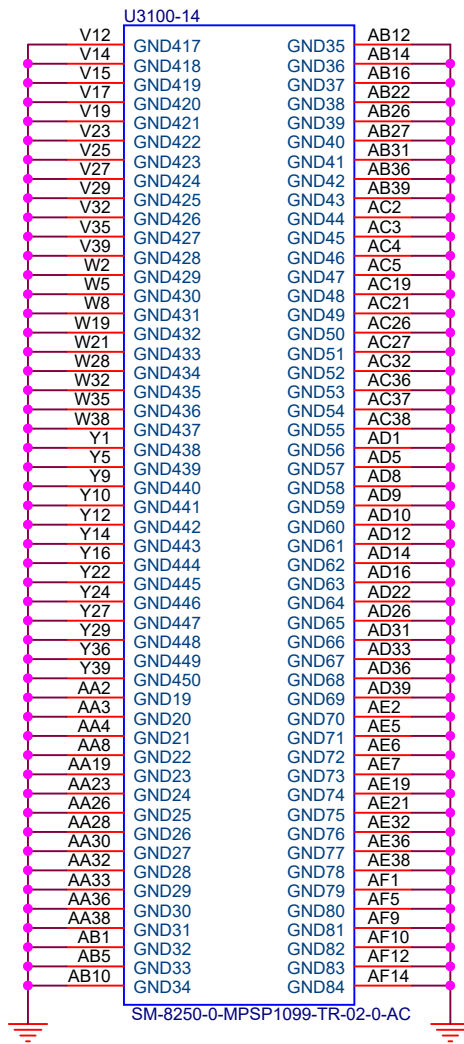 U3100-14
V12 GND417 GND35 AB12
V14 GND418 GND36 AB14
V15 GND419 GND37 AB16
V17 GND420 GND38 AB22
V19 GND421 GND39 AB26
V23 GND422 GND40 AB27
V25 GND423 GND41 AB31
V27 GND424 GND42 AB36
V29 GND425 GND43 AB39
V32 GND426 GND44 AC2
V35 GND427 GND45 AC3
V39 GND428 GND46 AC4
W2 GND429 GND47 AC5
W5 GND430 GND48 AC19
W8 GND431 GND49 AC21
W19 GND432 GND50 AC26
W21 GND433 GND51 AC27
W28 GND434 GND52 AC32
W32 GND435 GND53 AC36
W35 GND436 GND54 AC37
W38 GND437 GND55 AC38
Y1 GND438 GND56 AD1
Y5 GND439 GND57 AD5
Y9 GND440 GND58 AD8
Y10 GND441 GND59 AD9
Y12 GND442 GND60 AD10
Y14 GND443 GND61 AD12
Y16 GND444 GND62 AD14
Y22 GND445 GND63 AD16
Y24 GND446 GND64 AD22
Y27 GND447 GND65 AD26
Y29 GND448 GND66 AD31
Y36 GND449 GND67 AD33
Y39 GND450 GND68 AD36
AA2 GND19 GND69 AD39
AA3 GND20 GND70 AE2
AA4 GND21 GND71 AE5
AA8 GND22 GND72 AE6
AA19 GND23 GND73 AE7
AA23 GND24 GND74 AE19
AA26 GND25 GND75 AE21
AA28 GND26 GND76 AE32
AA30 GND27 GND77 AE36
AA32 GND28 GND78 AE38
AA33 GND29 GND79 AF1
AA36 GND30 GND80 AF5
AA38 GND31 GND81 AF9
AB1 GND32 GND82 AF10
AB5 GND33 GND83 AF12
AB10 GND34 GND84 AF14
SM-8250-0-MPSP1099-TR-02-0-AC